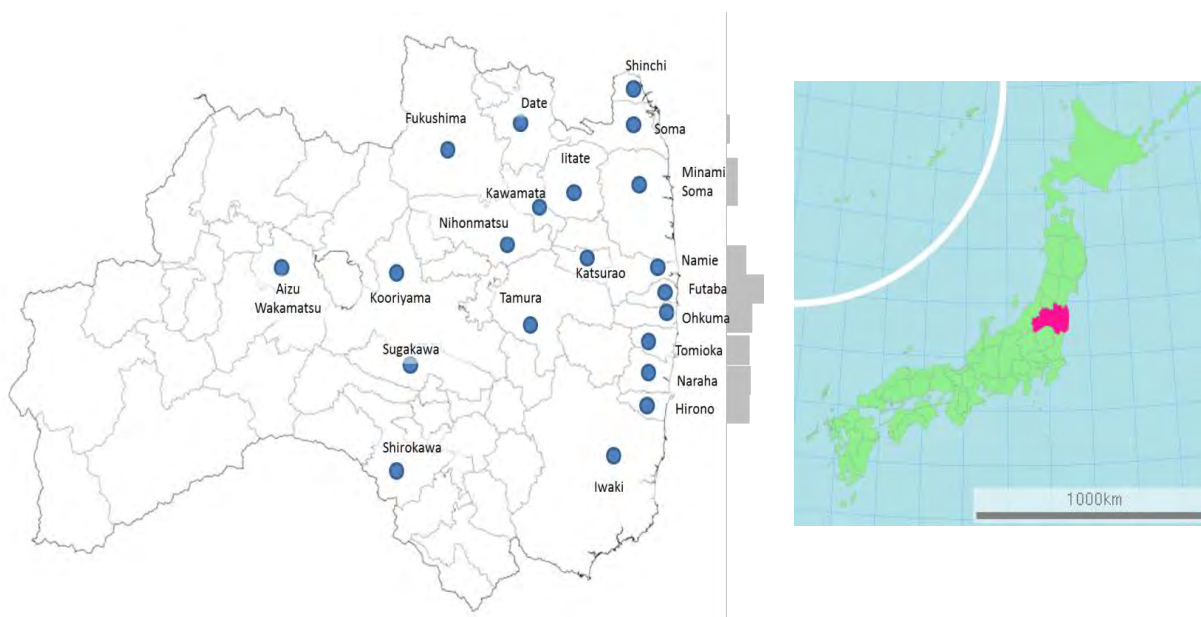 Shinchi
Date
Fukushima
Soma
Iitate
Minami
Soma
Kawamata
Nihonmatsu
Namie
Katsurao
Aizu
Wakamatsu
Kooriyama
Tamura
Futaba
Ohkuma
Sugakawa
Tomioka
Naraha
Hirono
Shirokawa
Iwaki
1000km